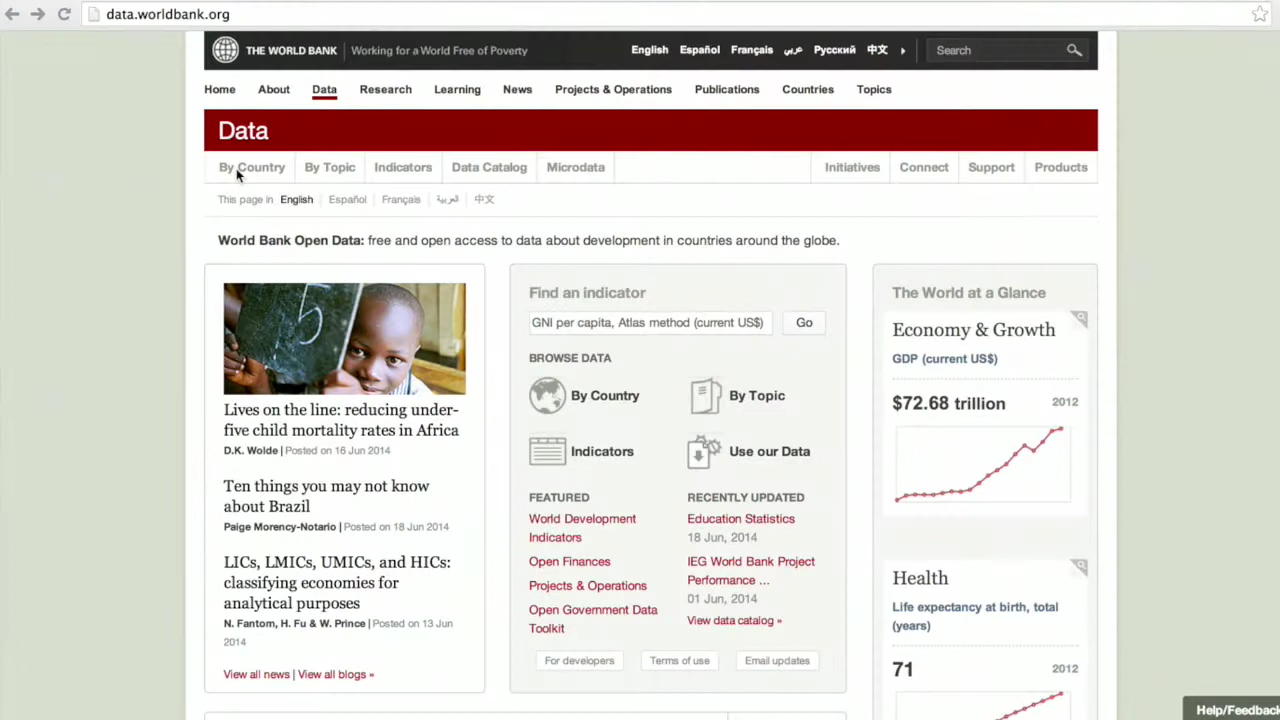 data.worldbank.org
THE WORLD BANK | Working for a World Free of Poverty
English Español Français عربي Русский 中文
Search
Home About Data Research Learning News Projects & Operations Publications Countries Topics
Data
By Country By Topic Indicators Data Catalog Microdata Initiatives Connect Support Products
This page in English Español Français العربية 中文
World Bank Open Data: free and open access to data about development in countries around the globe.
5
Lives on the line: reducing under-
five child mortality rates in Africa
D.K. Wolde | Posted on 16 Jun 2014
Ten things you may not know
about Brazil
Paige Morency-Notario | Posted on 18 Jun 2014
LICs, LMICs, UMICs, and HICs:
classifying economies for
analytical purposes
N. Fantom, H. Fu & W. Prince | Posted on 13 Jun
2014
View all news | View all blogs »
Find an indicator
GNI per capita, Atlas method (current US$) Go
BROWSE DATA
By Country By Topic
Indicators Use our Data
FEATURED
World Development
Indicators
Open Finances
Projects & Operations
Open Government Data
Toolkit
RECENTLY UPDATED
Education Statistics
18 Jun, 2014
IEG World Bank Project
Performance ...
01 Jun, 2014
View data catalog »
For developers Terms of use Email updates
The World at a Glance
Economy & Growth
GDP (current US$)
$72.68 trillion 2012
Health
Life expectancy at birth, total
(years)
71 2012
Help/Feedback